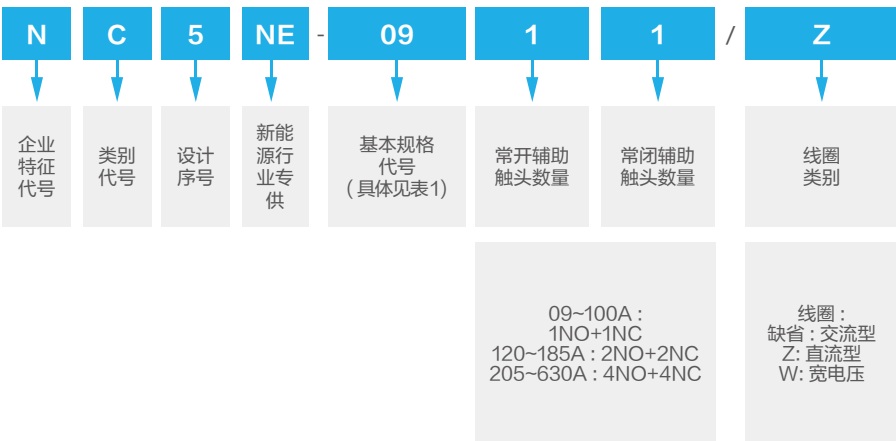 N C 5 NE - 09 1 1 / Z
企业
特征
代号
类别
代号
设计
序号
新能
源行
业专
供
基本规格
代号
(具体见表1)
常开辅助
触头数量
常闭辅助
触头数量
线圈
类别
09~100A :
1NO+1NC
120~185A : 2NO+2NC
205~630A : 4NO+4NC
线圈 :
缺省 : 交流型
Z: 直流型
W: 宽电压